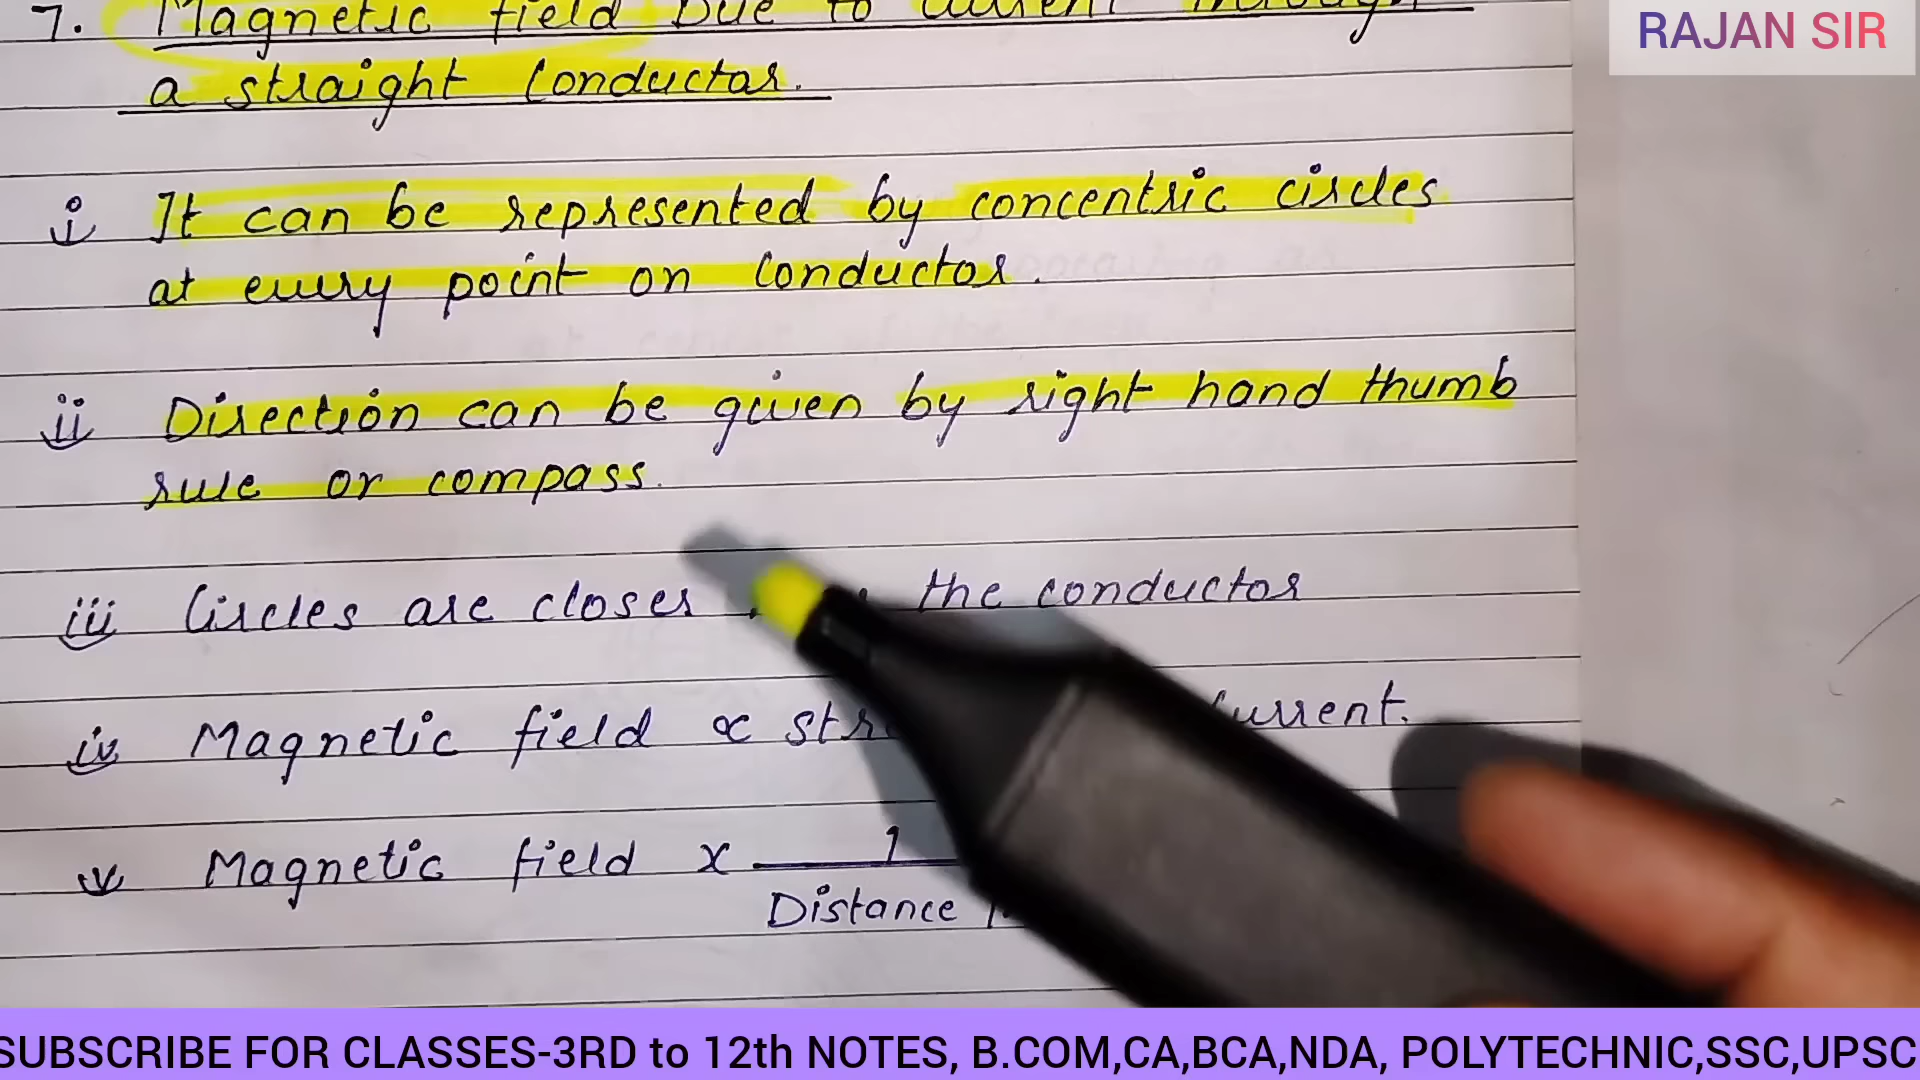 7. Magnetic field Due to current through
RAJAN SIR
a straight Conductor.
i It can be represented by concentric circles
at every point on Conductor.
ii Direction can be given by right hand thumb
rule or compass.
iii Circles are closer the conductor
iv Magnetic field ∝ Current.
v Magnetic field ∝ 1
Distance
SUBSCRIBE FOR CLASSES-3RD to 12th NOTES, B.COM,CA,BCA,NDA, POLYTECHNIC,SSC,UPSC